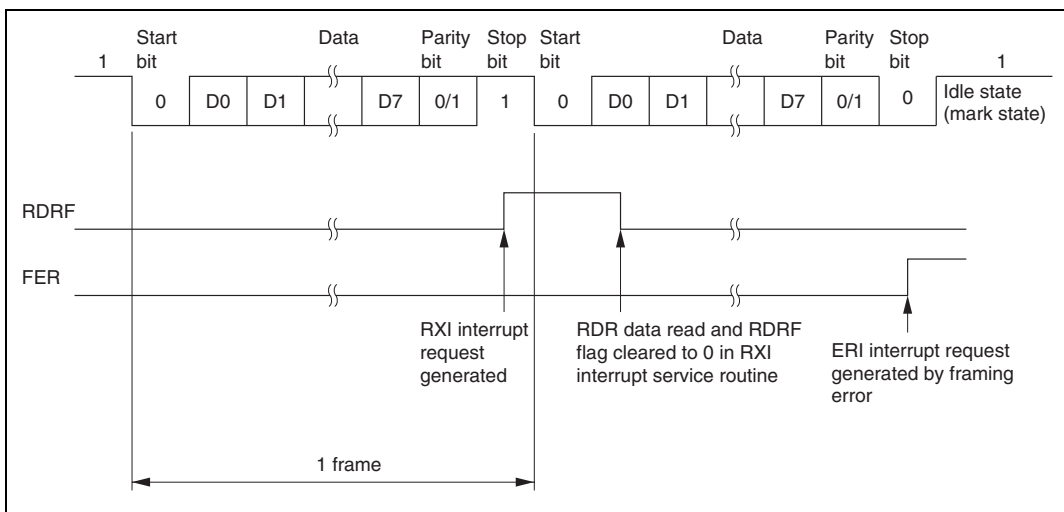 Start bit
Data
Parity bit
Stop bit
Start bit
Data
Parity bit
Stop bit
1
1
0
D0
D1
D7
0/1
1
0
D0
D1
D7
0/1
0
Idle state
(mark state)
RDRF
FER
RXI interrupt
request
generated
RDR data read and RDRF
flag cleared to 0 in RXI
interrupt service routine
ERI interrupt request
generated by framing
error
1 frame